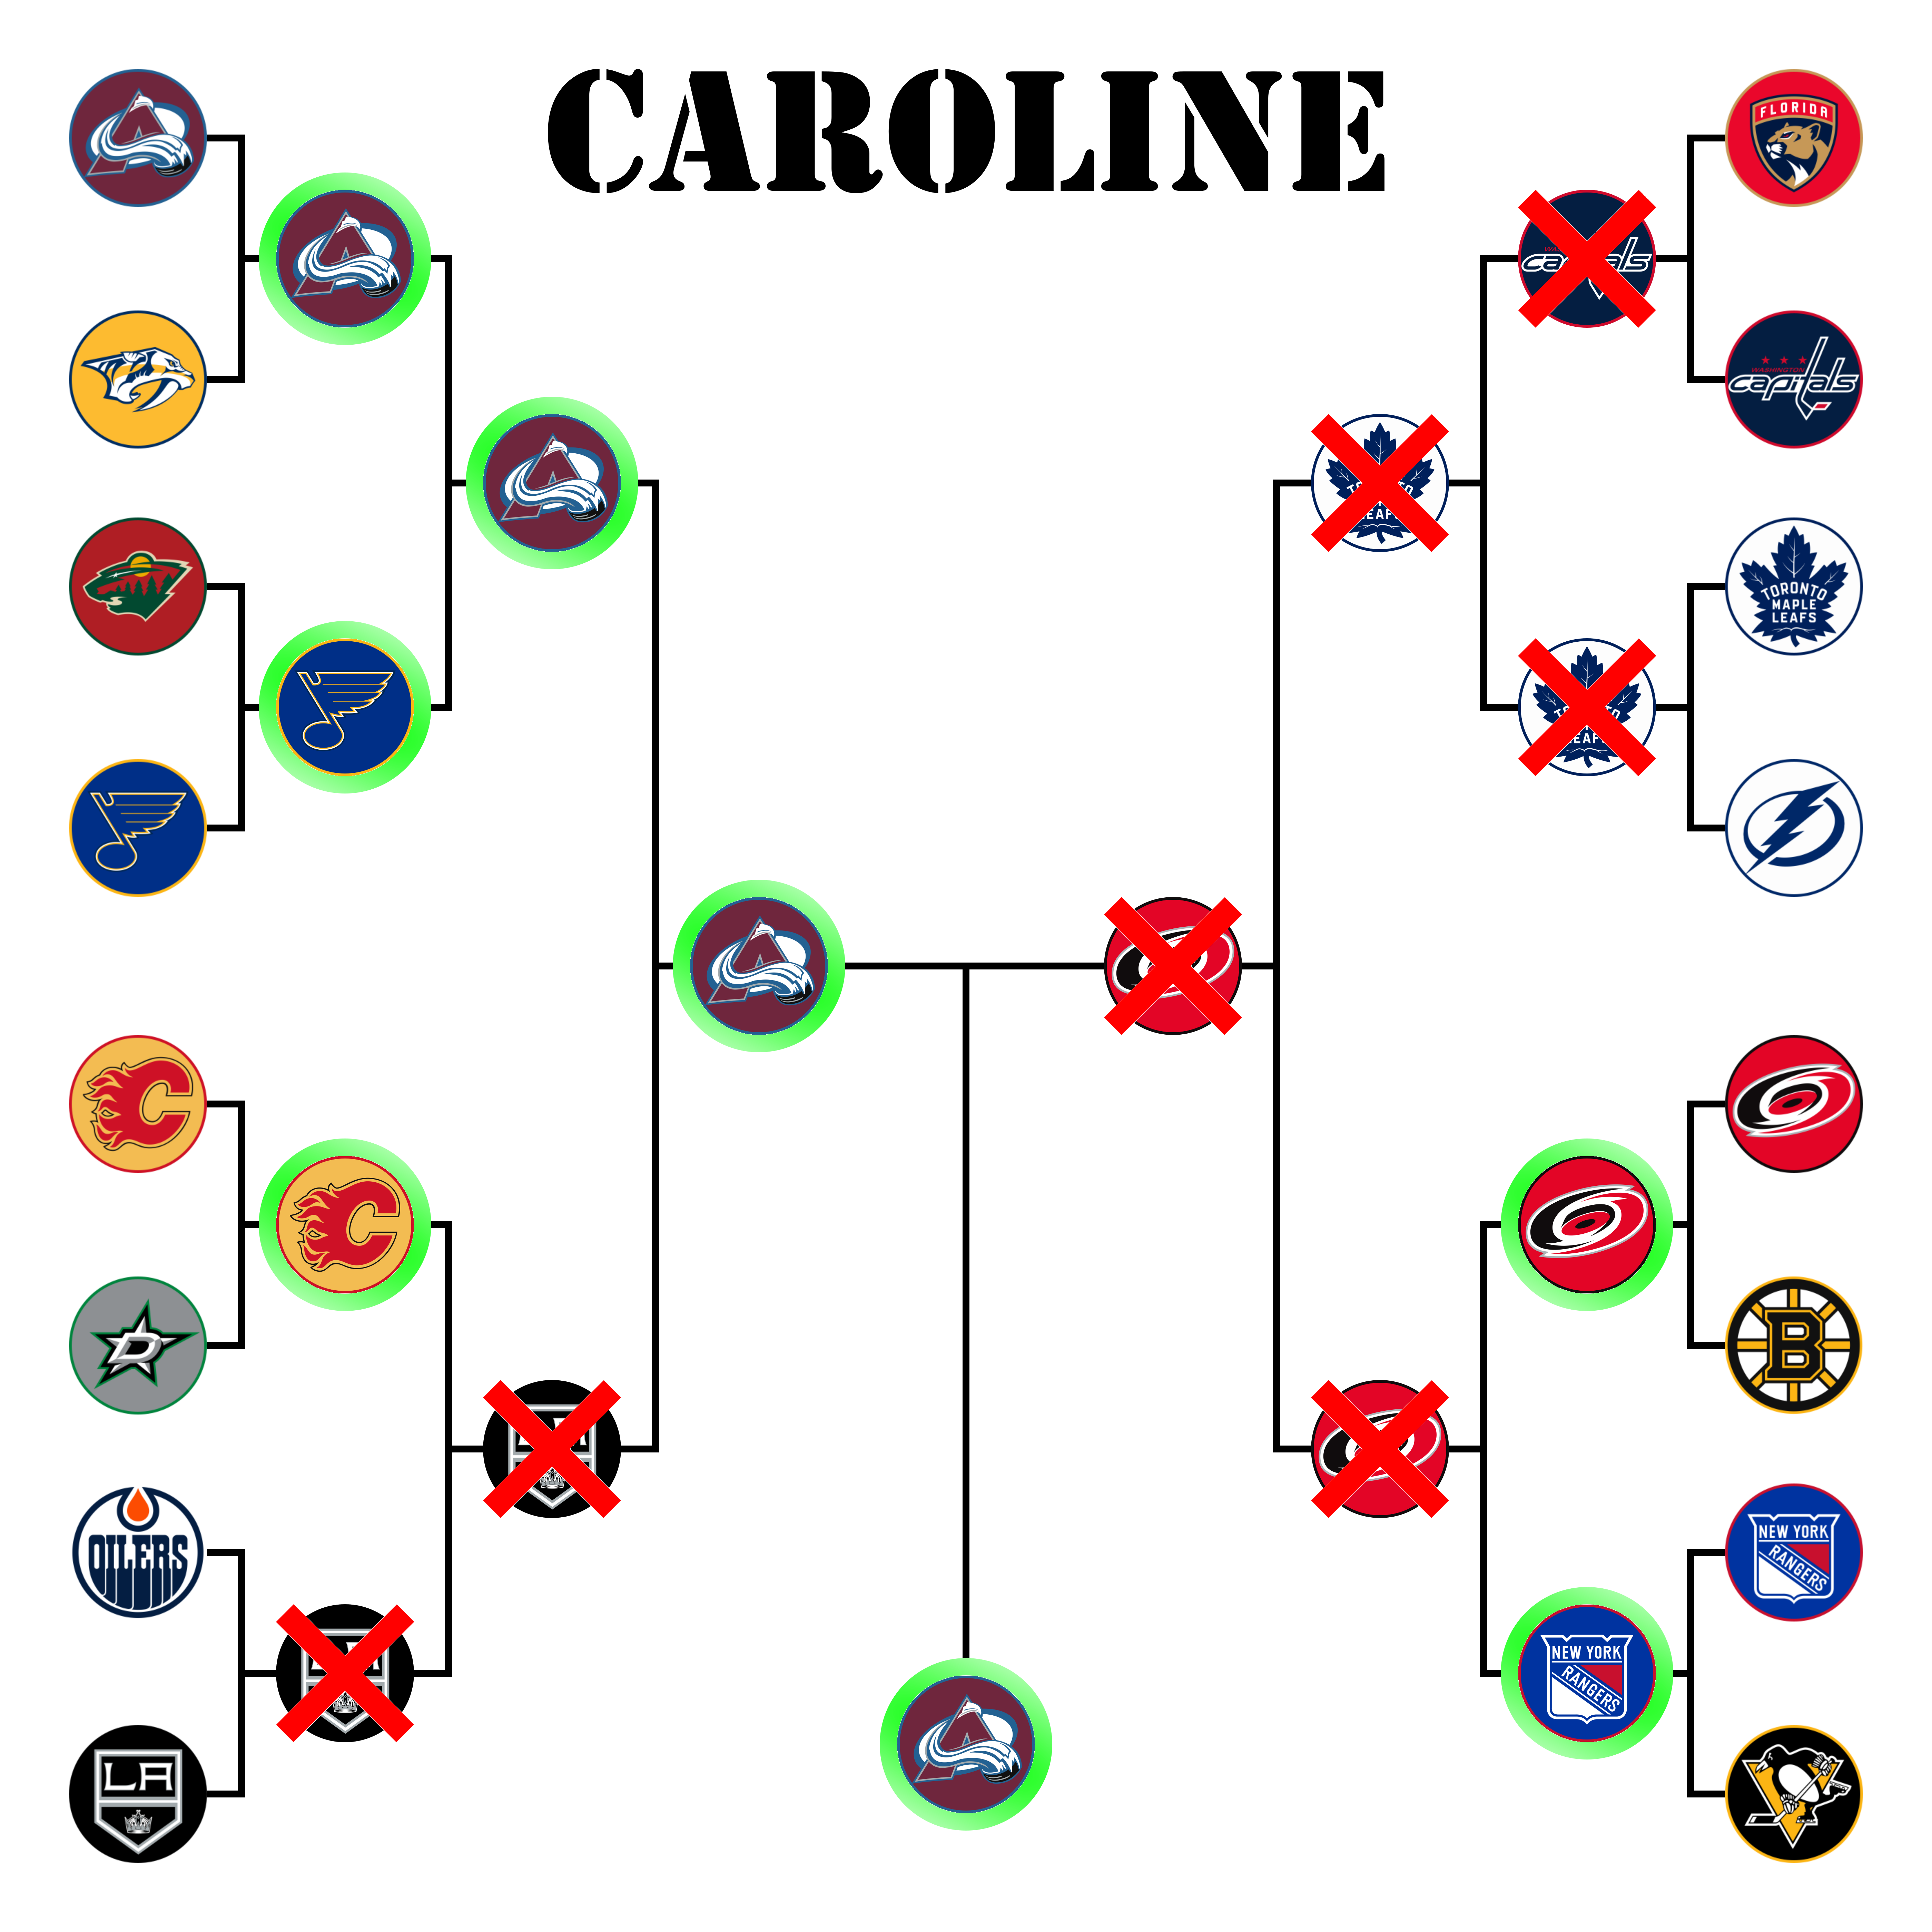 CAROLINE
FLORIDA
WASHINGTON
capitals
TORONTO
MAPLE
LEAFS
OILERS
NEW YORK
RANGERS
B
NEW YORK
RANGERS
LA